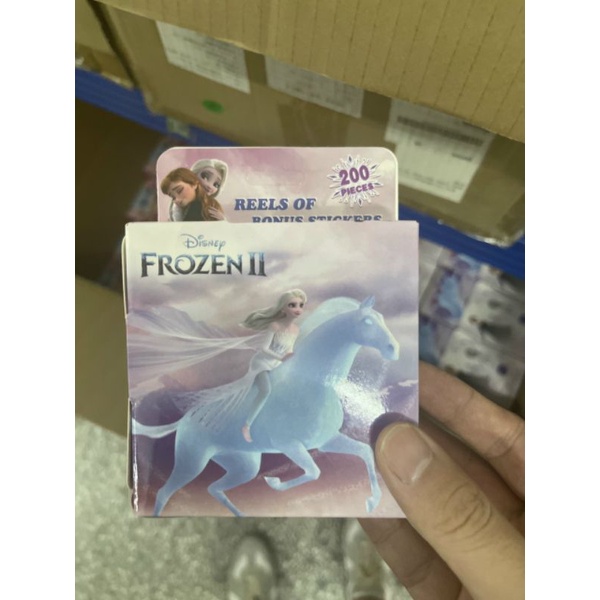 200
PIECES
REELS OF
BONUS STICKERS
Disney
FROZEN II